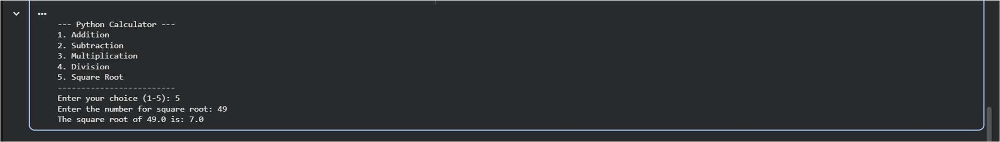 --- Python Calculator ---
1. Addition
2. Subtraction
3. Multiplication
4. Division
5. Square Root
-------------------------
Enter your choice (1-5): 5
Enter the number for square root: 49
The square root of 49.0 is: 7.0